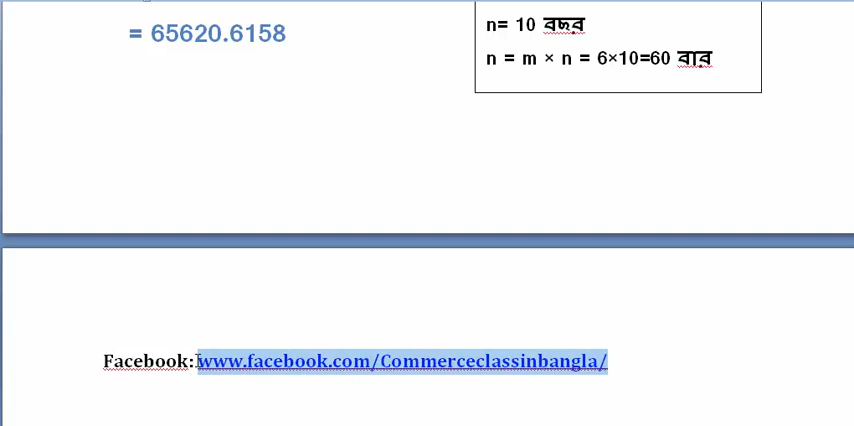 = 65620.6158
n= 10 বছর
n = m × n = 6×10=60 বার
Facebook:www.facebook.com/Commerceclassinbangla/